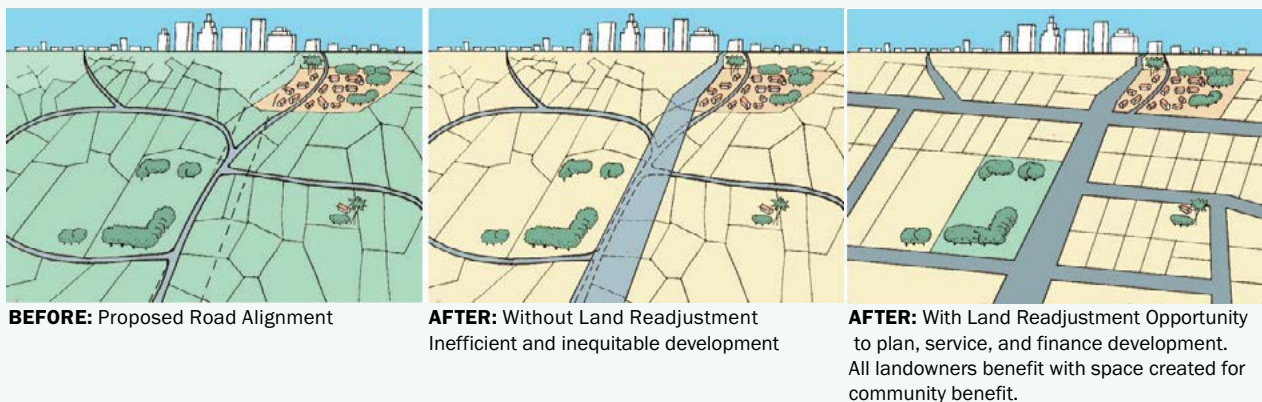 BEFORE: Proposed Road Alignment
AFTER: Without Land Readjustment
Inefficient and inequitable development
AFTER: With Land Readjustment Opportunity
to plan, service, and finance development.
All landowners benefit with space created for
community benefit.